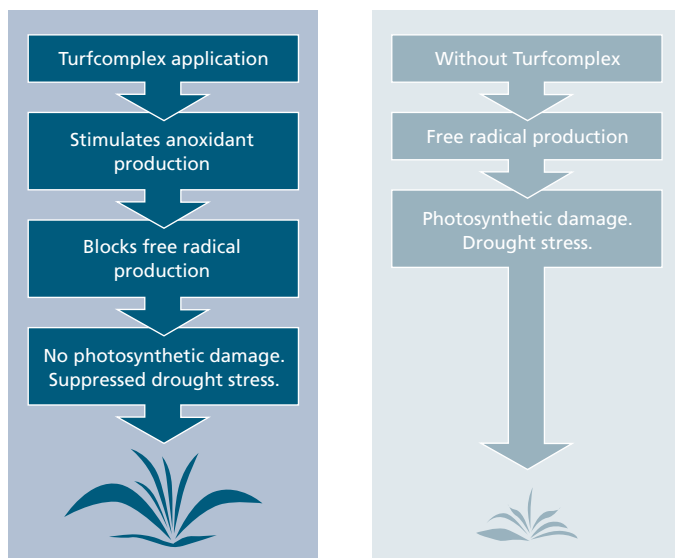 Turfcomplex application
Stimulates anoxidant
production
Blocks free radical
production
No photosynthetic damage.
Suppressed drought stress.
Without Turfcomplex
Free radical production
Photosynthetic damage.
Drought stress.